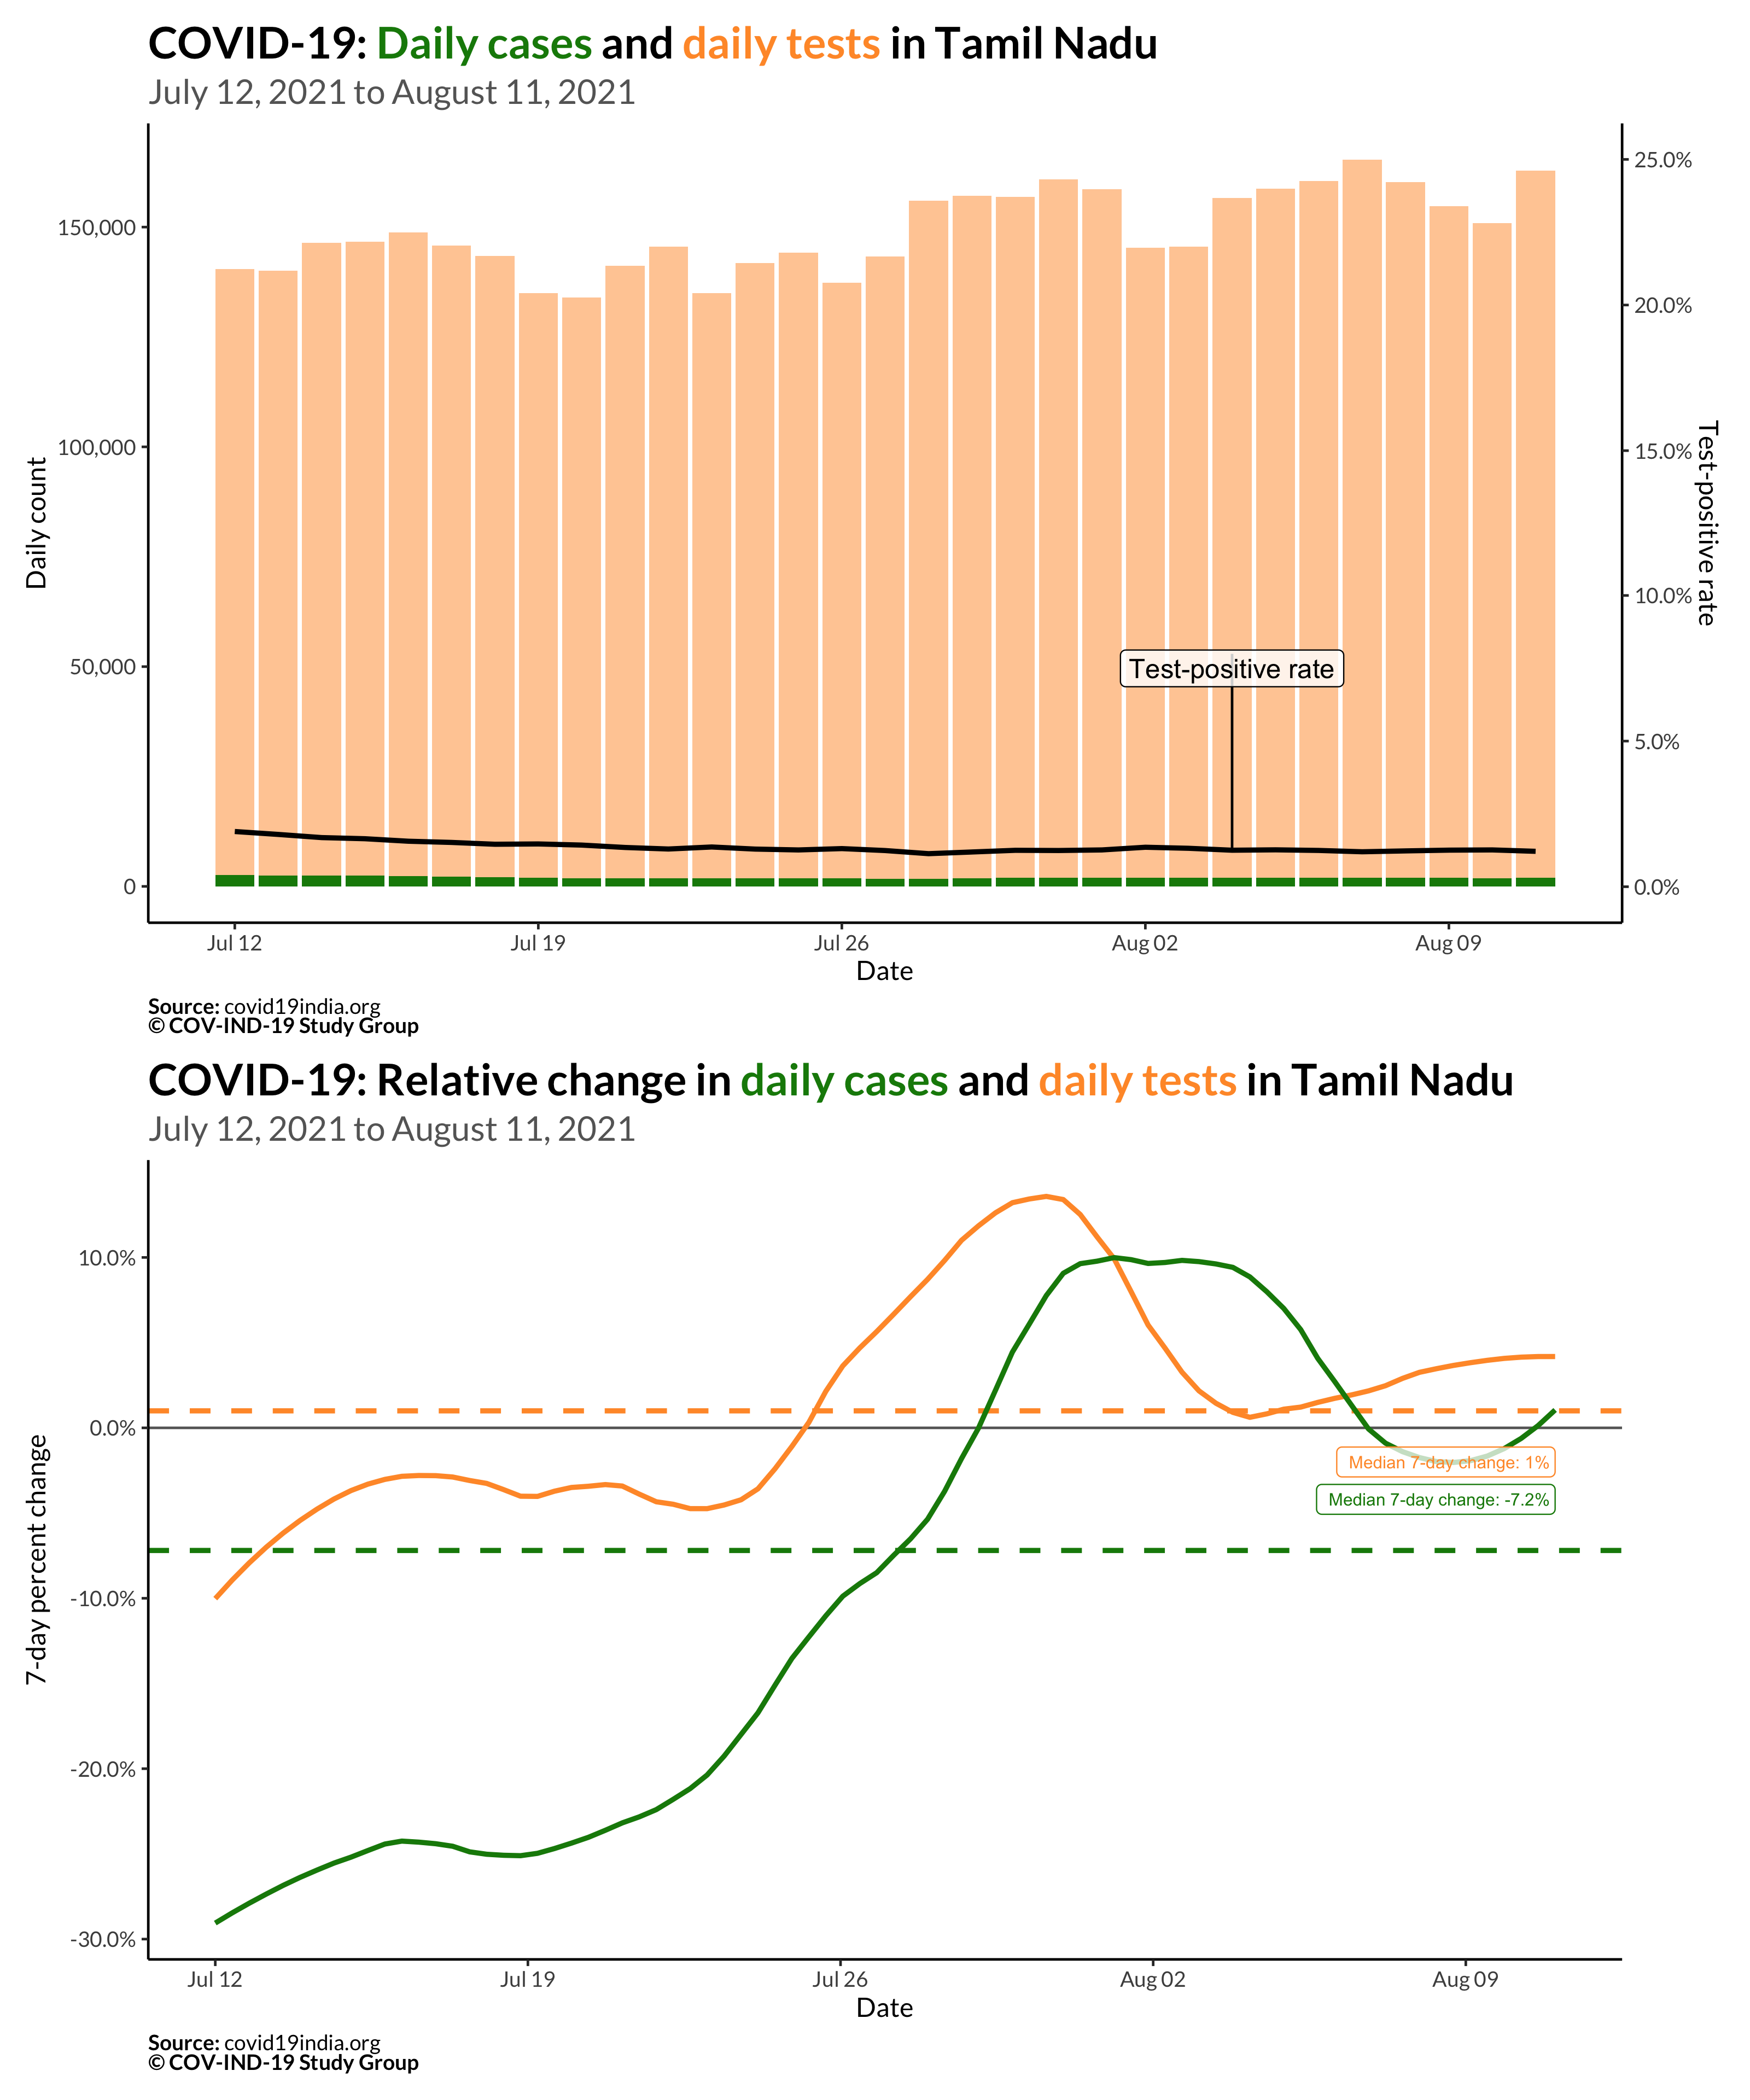 COVID-19: Daily cases and daily tests in Tamil Nadu
July 12, 2021 to August 11, 2021
Daily count
150,000
100,000
50,000
0
25.0%
20.0%
15.0%
10.0%
5.0%
0.0%
Test-positive rate
Test-positive rate
Jul 12
Jul 19
Jul 26
Aug 02
Aug 09
Date
Source: covid19india.org
© COV-IND-19 Study Group
COVID-19: Relative change in daily cases and daily tests in Tamil Nadu
July 12, 2021 to August 11, 2021
7-day percent change
10.0%
0.0%
-10.0%
-20.0%
-30.0%
Median 7-day change: 1%
Median 7-day change: -7.2%
Jul 12
Jul 19
Jul 26
Aug 02
Aug 09
Date
Source: covid19india.org
© COV-IND-19 Study Group